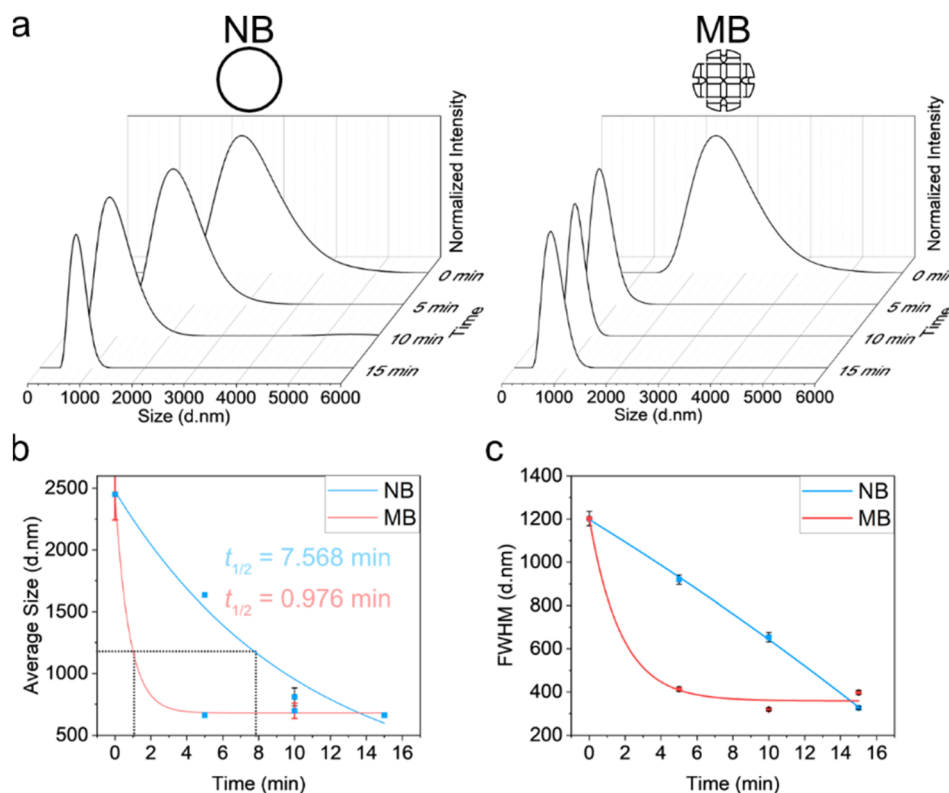 a
NB
MB
Normalized Intensity
0 min
5 min
10 min
15 min
Time
0 1000 2000 3000 4000 5000 6000
Size (d.nm)
Normalized Intensity
0 min
5 min
10 min
15 min
Time
0 1000 2000 3000 4000 5000 6000
Size (d.nm)
b
2500
2000
1500
1000
500
Average Size (d.nm)
NB
MB
t1/2 = 7.568 min
t1/2 = 0.976 min
0 2 4 6 8 10 12 14 16
Time (min)
c
1400
1200
1000
800
600
400
200
FWHM (d.nm)
NB
MB
0 2 4 6 8 10 12 14 16
Time (min)